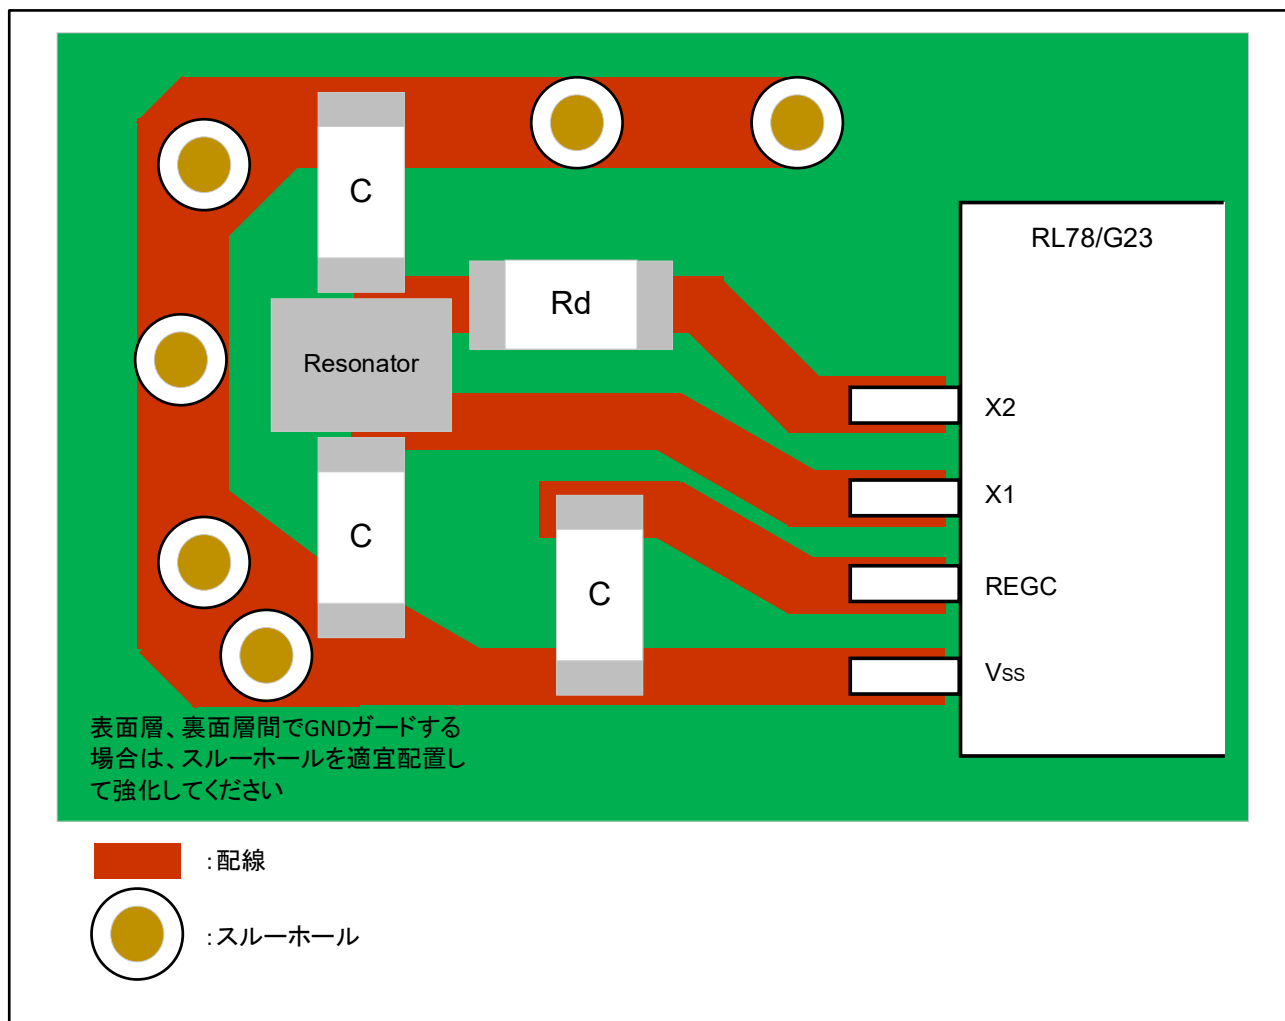 C
RL78/G23
Rd
Resonator
X2
X1
C
C
REGC
Vss
表面層、裏面層間でGNDガードする
場合は、スルーホールを適宜配置し
て強化してください
:配線
:スルーホール